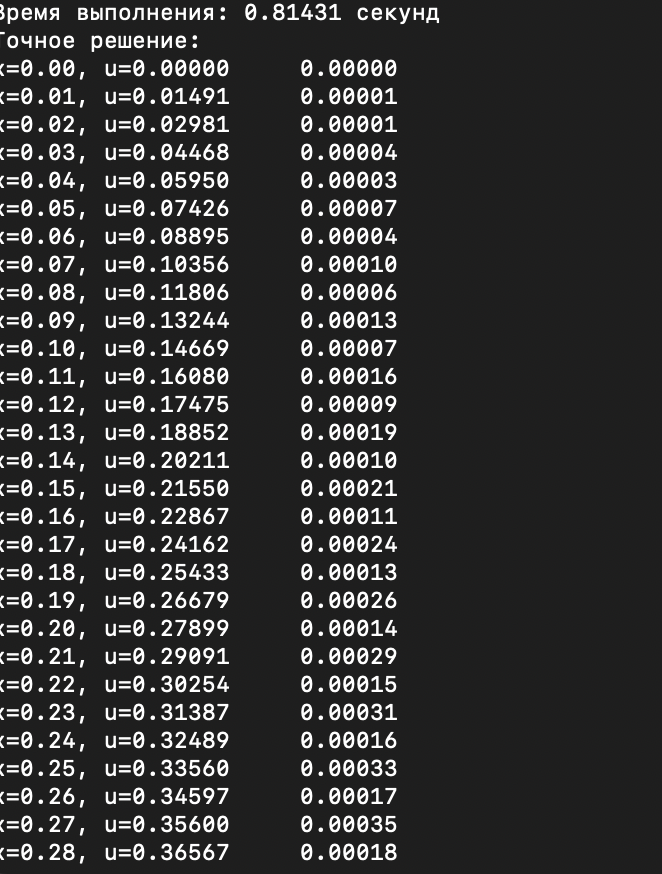 Время выполнения: 0.81431 секунд
Точное решение:
x=0.00, u=0.00000     0.00000
x=0.01, u=0.01491     0.00001
x=0.02, u=0.02981     0.00001
x=0.03, u=0.04468     0.00004
x=0.04, u=0.05950     0.00003
x=0.05, u=0.07426     0.00007
x=0.06, u=0.08895     0.00004
x=0.07, u=0.10356     0.00010
x=0.08, u=0.11806     0.00006
x=0.09, u=0.13244     0.00013
x=0.10, u=0.14669     0.00007
x=0.11, u=0.16080     0.00016
x=0.12, u=0.17475     0.00009
x=0.13, u=0.18852     0.00019
x=0.14, u=0.20211     0.00010
x=0.15, u=0.21550     0.00021
x=0.16, u=0.22867     0.00011
x=0.17, u=0.24162     0.00024
x=0.18, u=0.25433     0.00013
x=0.19, u=0.26679     0.00026
x=0.20, u=0.27899     0.00014
x=0.21, u=0.29091     0.00029
x=0.22, u=0.30254     0.00015
x=0.23, u=0.31387     0.00031
x=0.24, u=0.32489     0.00016
x=0.25, u=0.33560     0.00033
x=0.26, u=0.34597     0.00017
x=0.27, u=0.35600     0.00035
x=0.28, u=0.36567     0.00018